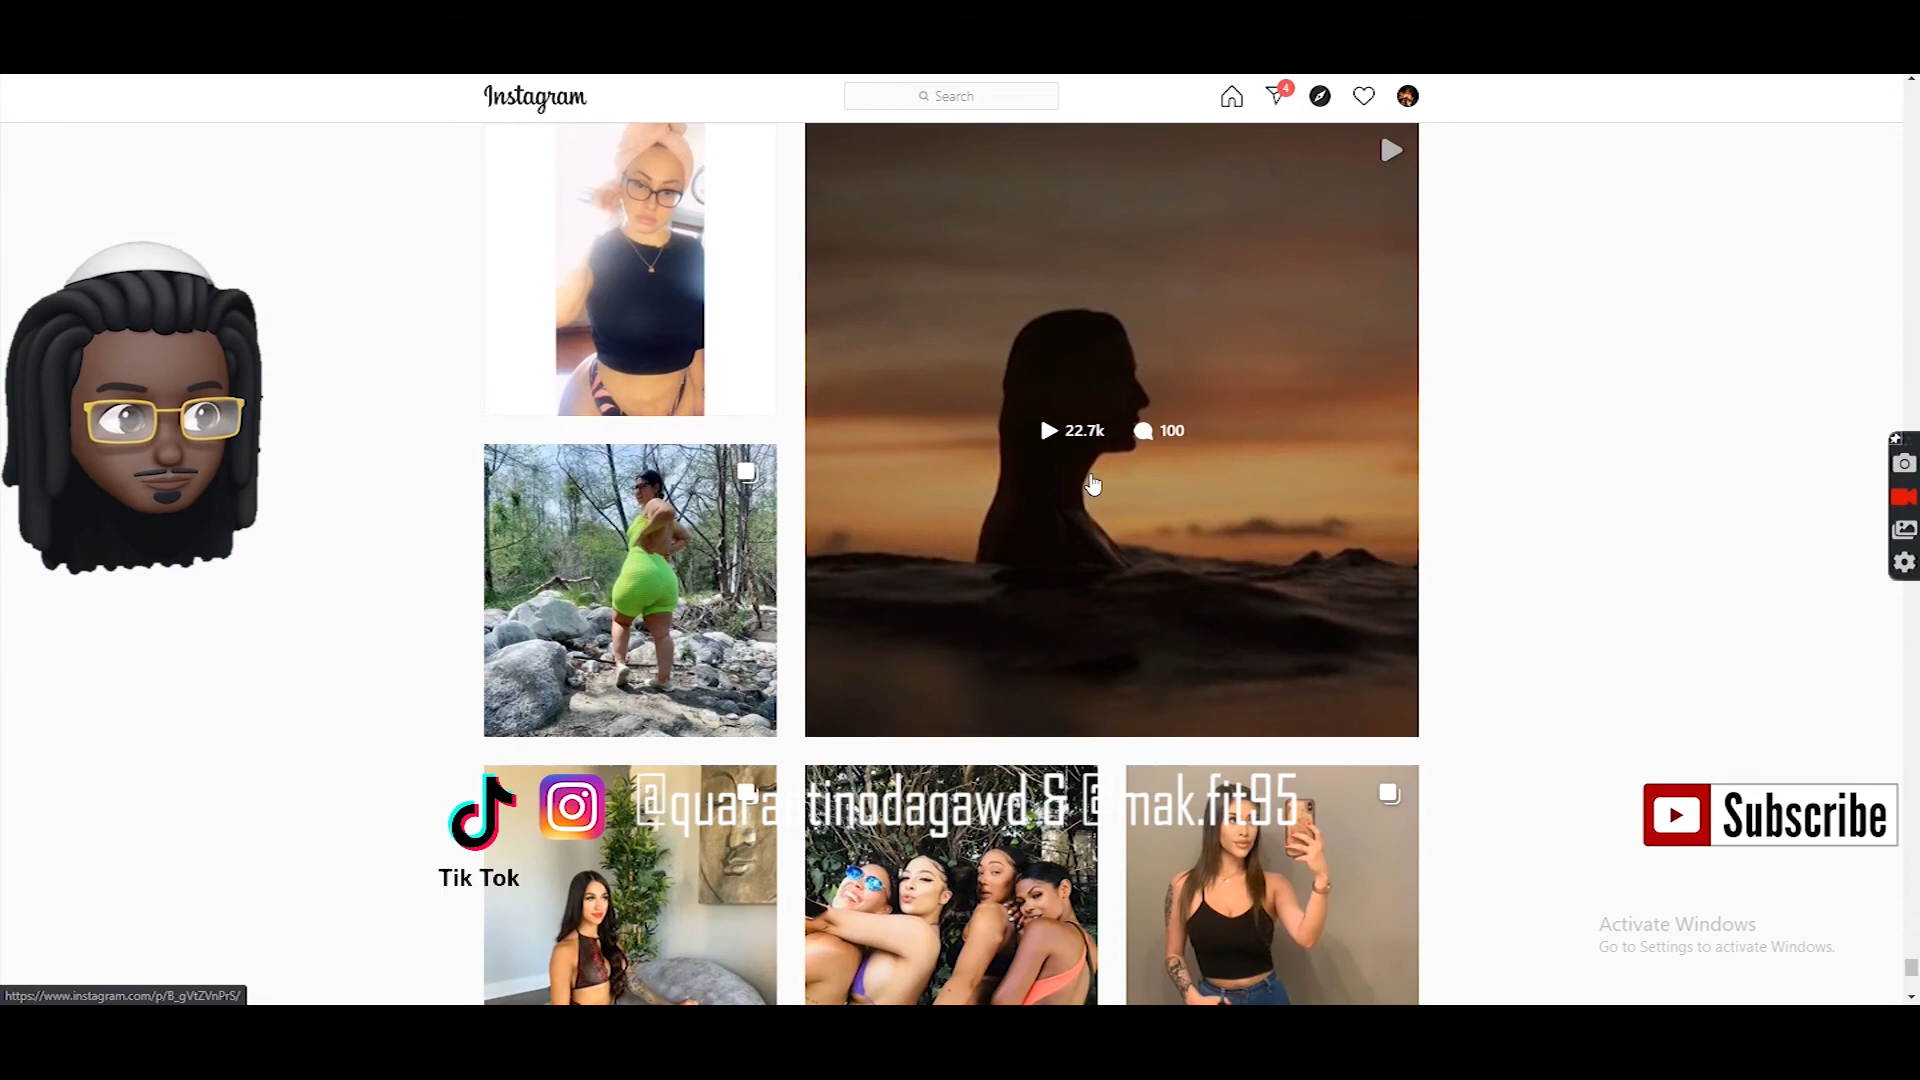 Instagram
Search
4
22.7k
100
@quarantinodagawd & @mak.fit95
Tik Tok
Subscribe
Activate Windows
Go to Settings to activate Windows.
https://www.instagram.com/p/B_gVtZVnPrS/